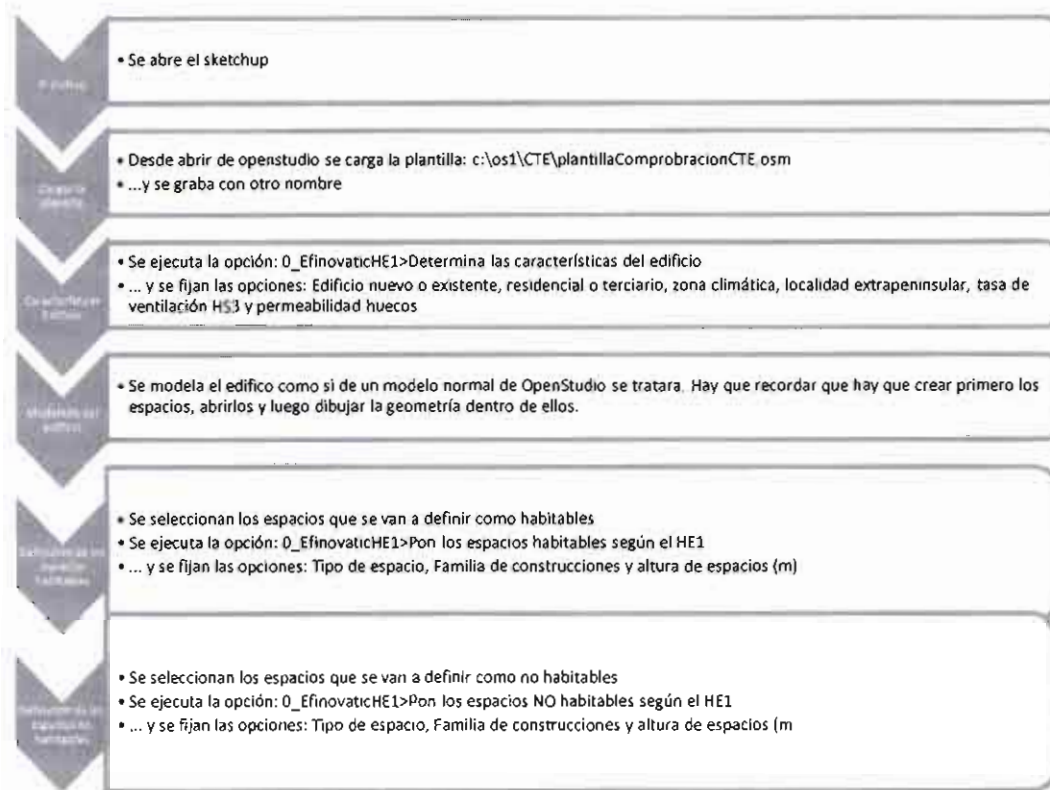 • Se abre el sketchup
• Desde abrir de openstudio se carga la plantilla: c:\os1\CTE\plantillaComprobracionCTE.osm
• ...y se graba con otro nombre
• Se ejecuta la opción: 0_EfinovaticHE1>Determina las características del edificio
• ... y se fijan las opciones: Edificio nuevo o existente, residencial o terciario, zona climática, localidad extrapeninsular, tasa de
ventilación HS3 y permeabilidad huecos
• Se modela el edifico como si de un modelo normal de OpenStudio se tratara. Hay que recordar que hay que crear primero los
espacios, abrirlos y luego dibujar la geometría dentro de ellos.
• Se seleccionan los espacios que se van a definir como habitables
• Se ejecuta la opción: 0_EfinovaticHE1>Pon los espacios habitables según el HE1
• ... y se fijan las opciones: Tipo de espacio, Familia de construcciones y altura de espacios (m)
• Se seleccionan los espacios que se van a definir como no habitables
• Se ejecuta la opción: 0_EfinovaticHE1>Pon los espacios NO habitables según el HE1
• ... y se fijan las opciones: Tipo de espacio, Familia de construcciones y altura de espacios (m